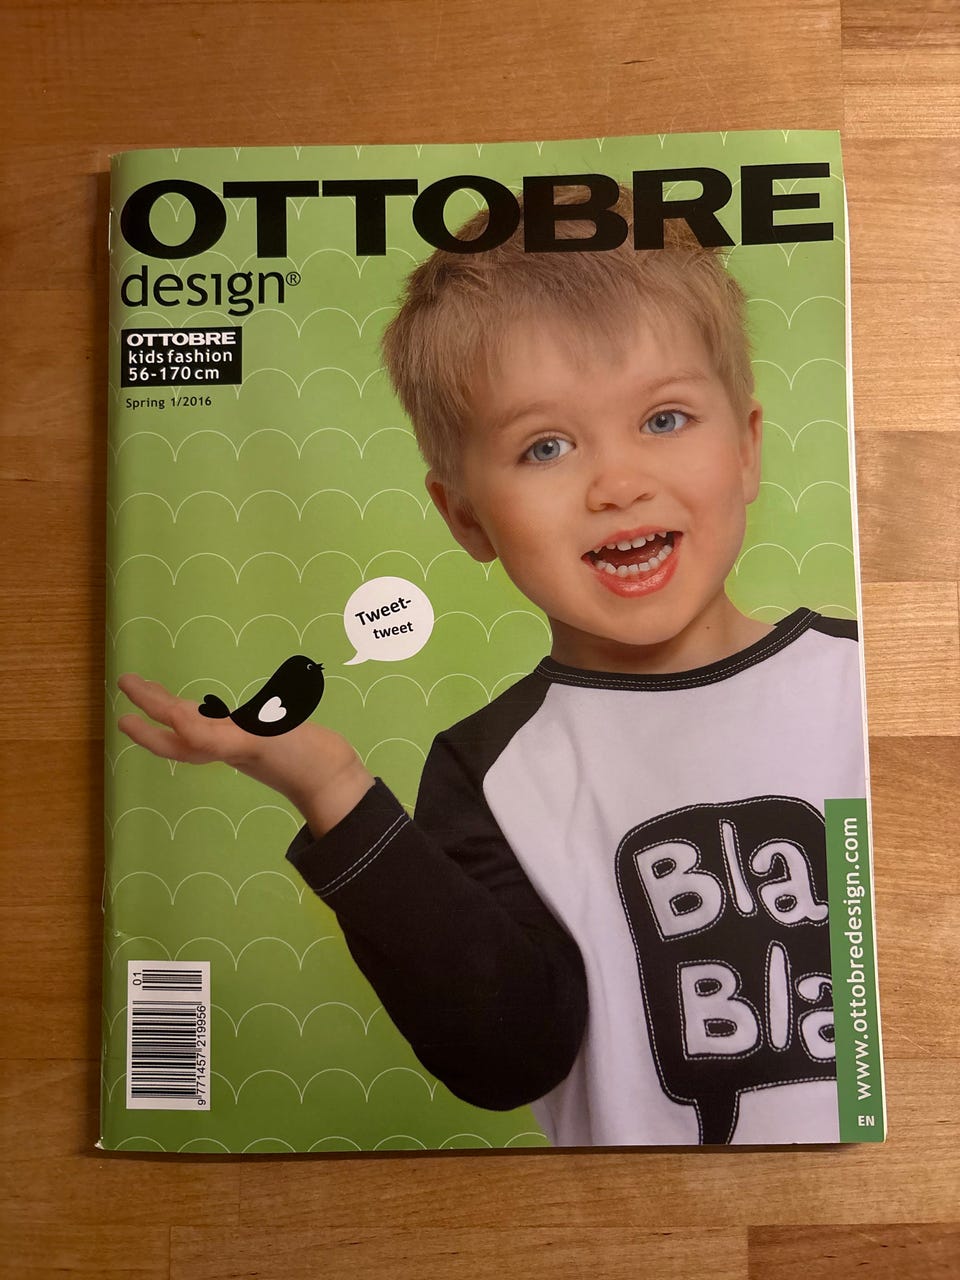 OTTOBRE
design®
OTTOBRE
kids fashion
56-170 cm
Spring 1/2016
Tweet-
tweet
Bla
Bla
www.ottobredesign.com
EN
01
9 771457 219956